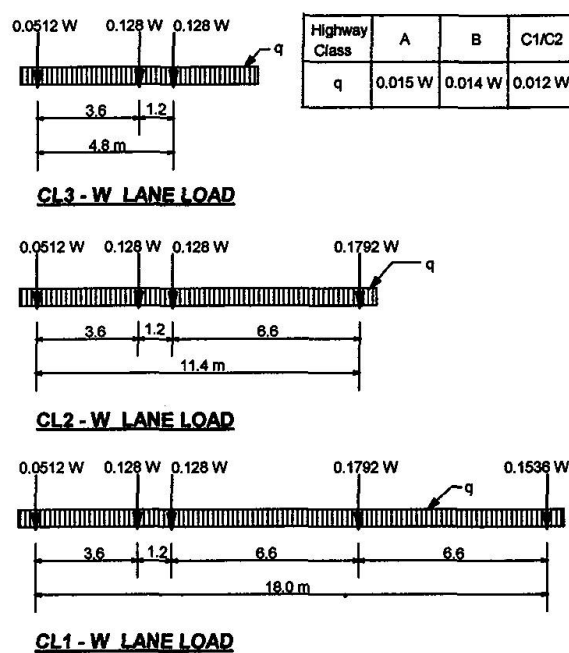 0.0512 W 0.128 W 0.128 W
q
3.6 1.2
4.8 m
CL3 - W LANE LOAD
Highway Class A B C1/C2
q 0.015 W 0.014 W 0.012 W
0.0512 W 0.128 W 0.128 W 0.1792 W
q
3.6 1.2 6.6
11.4 m
CL2 - W LANE LOAD
0.0512 W 0.128 W 0.128 W 0.1792 W 0.1536 W
q
3.6 1.2 6.6 6.6
18.0 m
CL1 - W LANE LOAD